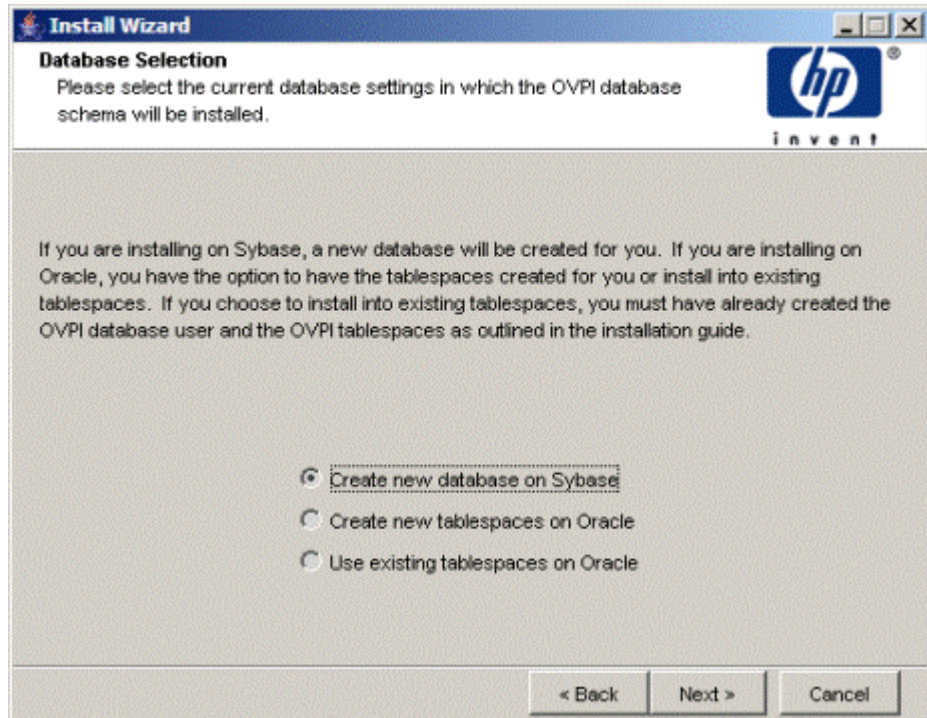 Install Wizard
Database Selection
Please select the current database settings in which the OVPI database
schema will be installed.
hp
®
invent
If you are installing on Sybase, a new database will be created for you. If you are installing on
Oracle, you have the option to have the tablespaces created for you or install into existing
tablespaces. If you choose to install into existing tablespaces, you must have already created the
OVPI database user and the OVPI tablespaces as outlined in the installation guide.
Create new database on Sybase
Create new tablespaces on Oracle
Use existing tablespaces on Oracle
< Back Next > Cancel